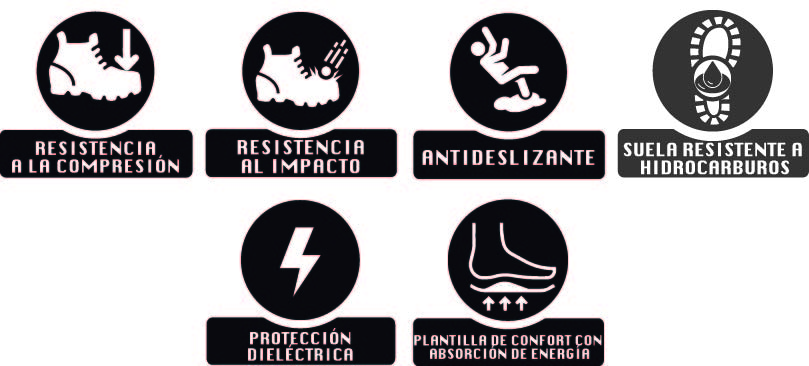 RESISTENCIA
A LA COMPRESIÓN
RESISTENCIA
AL IMPACTO
ANTIDESLIZANTE
SUELA RESISTENTE A
HIDROCARBUROS
PROTECCIÓN
DIELÉCTRICA
PLANTILLA DE CONFORT CON
ABSORCIÓN DE ENERGÍA